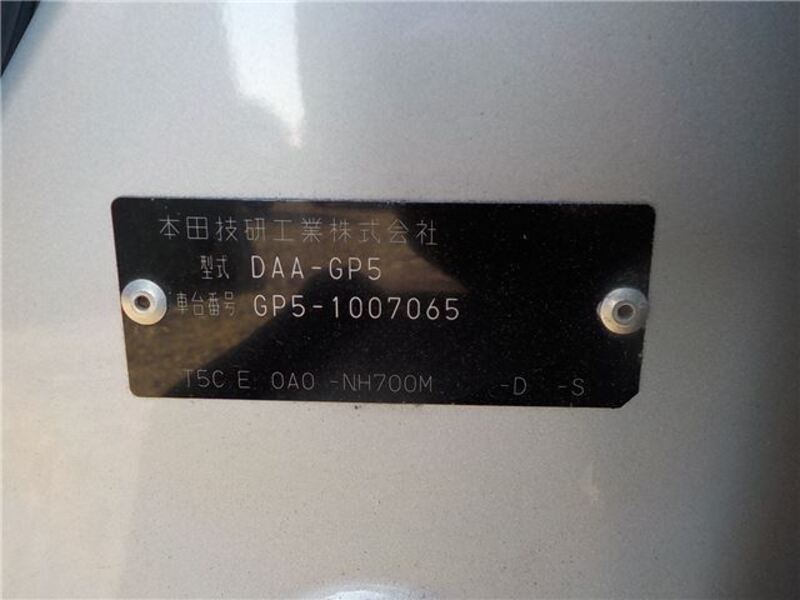 本田技研工業株式会社
型式 DAA-GP5
車台番号 GP5-1007065
T5C E 0A0 -NH700M -D -S